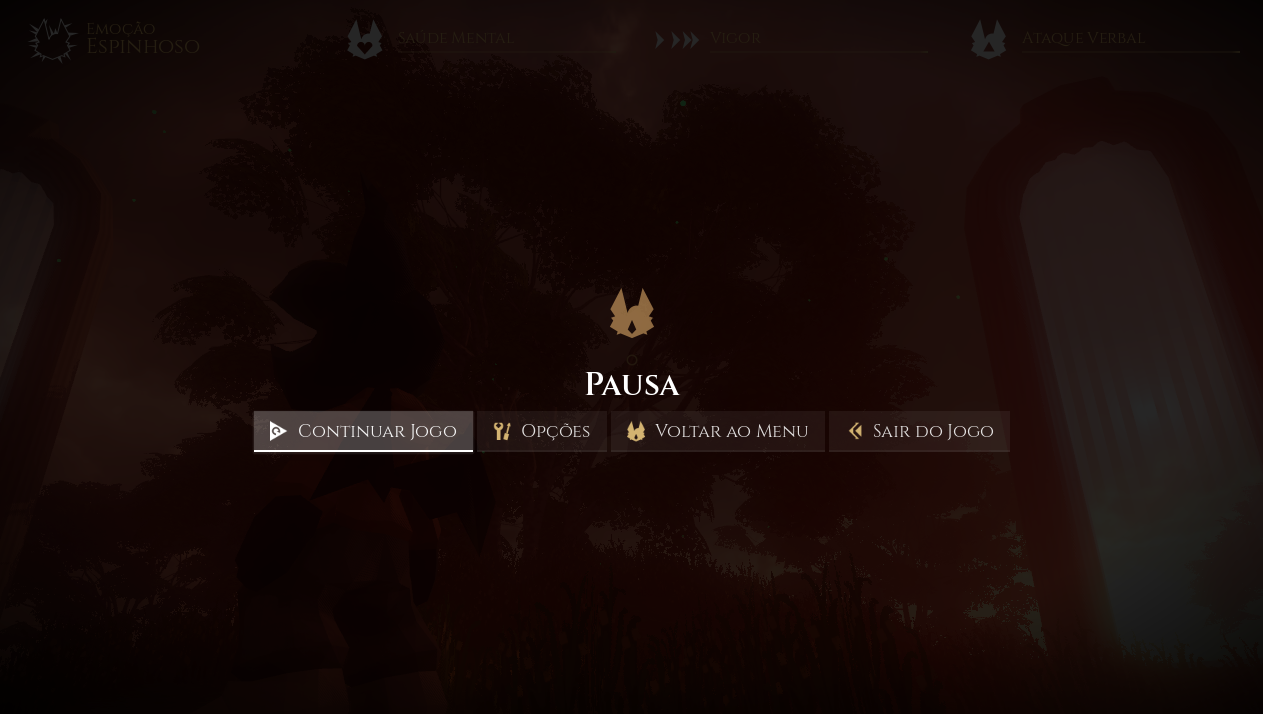 Emoção
Espinhoso
Saúde Mental
Vigor
Ataque Verbal
Pausa
Continuar Jogo
Opções
Voltar ao Menu
Sair do Jogo